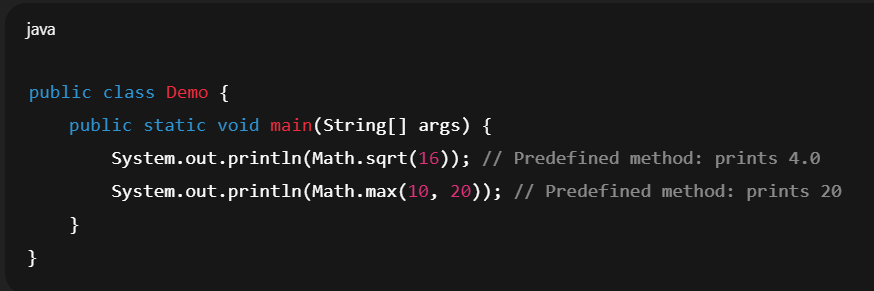 java
public class Demo {
    public static void main(String[] args) {
        System.out.println(Math.sqrt(16)); // Predefined method: prints 4.0
        System.out.println(Math.max(10, 20)); // Predefined method: prints 20
    }
}